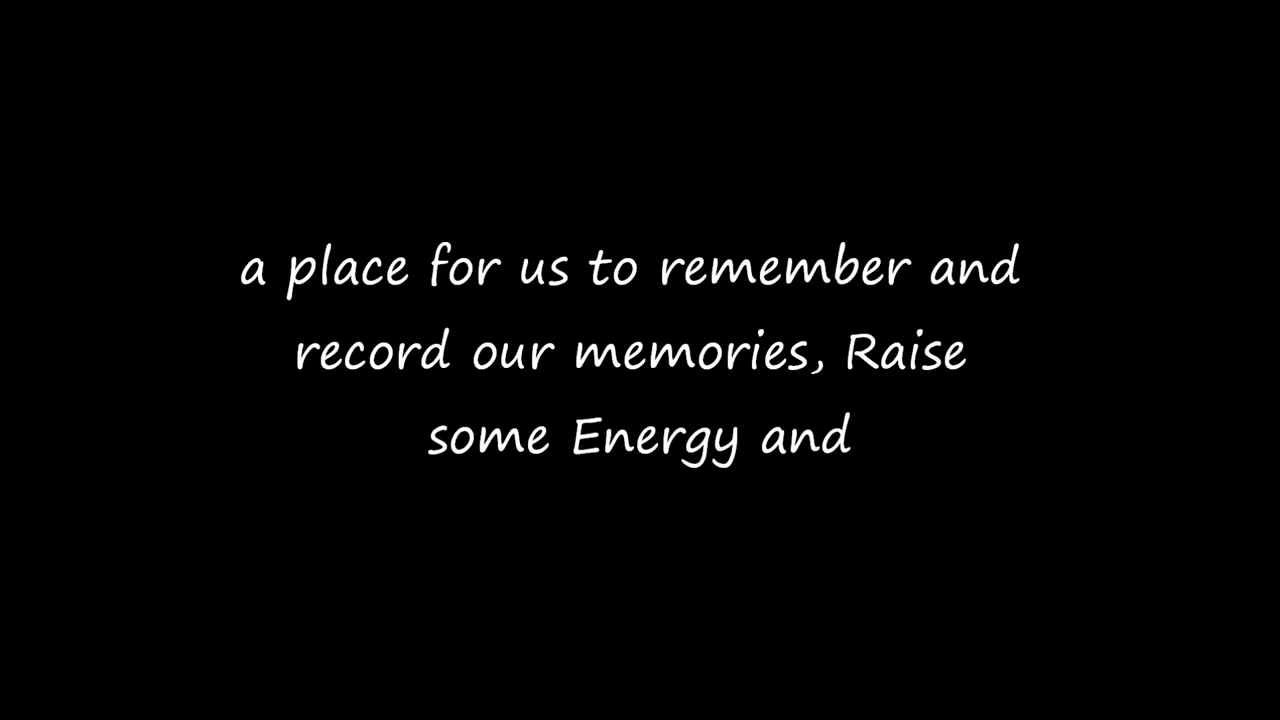 a place for us to remember and
record our memories, Raise
some Energy and